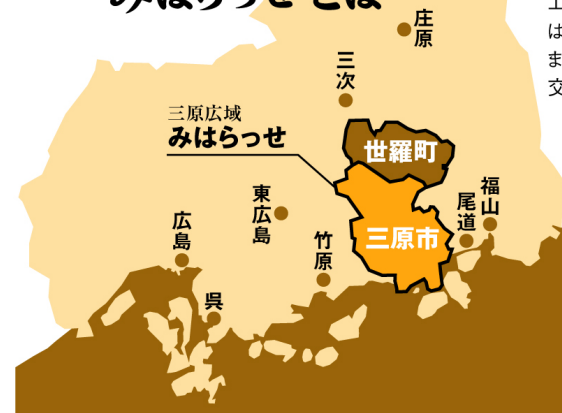 みはらっせとは
庄原
三次
三原広域
みはらっせ
世羅町
東広島
福山
尾道
広島
竹原
三原市
呉
は
ま
交